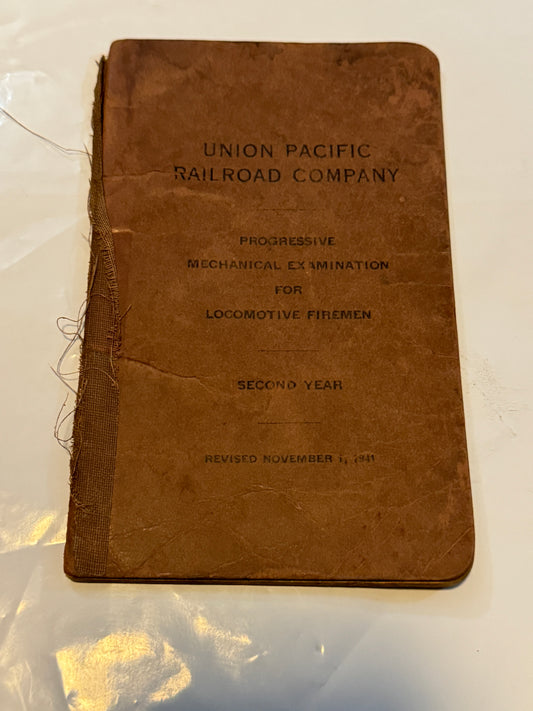 UNION PACIFIC
RAILROAD COMPANY
PROGRESSIVE
MECHANICAL EXAMINATION
FOR
LOCOMOTIVE FIREMEN
SECOND YEAR
REVISED NOVEMBER 1, 1941